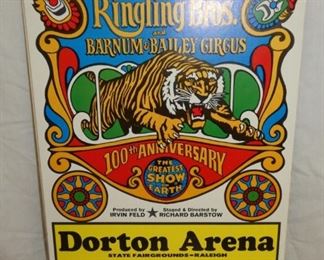 Ringling Bros.
and
BARNUM & BAILEY CIRCUS
100th ANNIVERSARY
THE
GREATEST
SHOW
ON
EARTH
Produced by Staged & Directed by
IRVIN FELD ★ RICHARD BARSTOW
Dorton Arena
STATE FAIRGROUNDS-RALEIGH